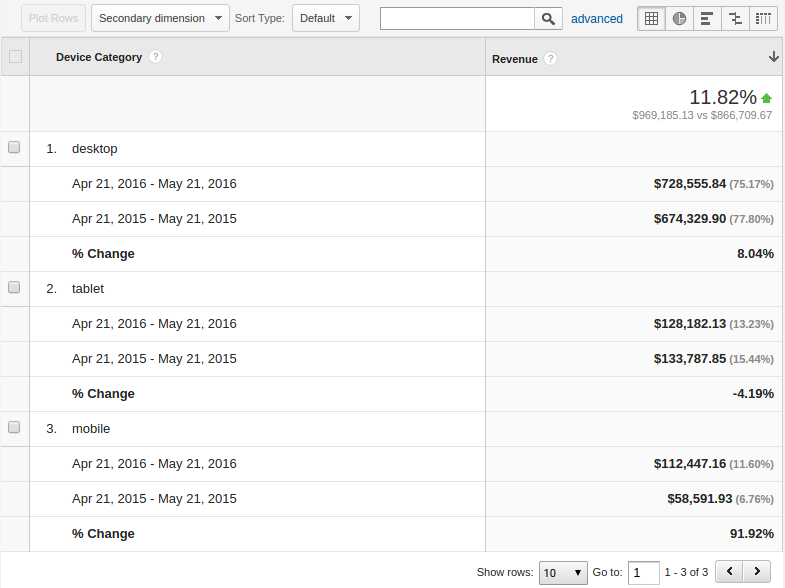 Plot Rows Secondary dimension Sort Type: Default advanced
Device Category ? Revenue ?
11.82%
$969,185.13 vs $866,709.67
1. desktop
Apr 21, 2016 - May 21, 2016 $728,555.84 (75.17%)
Apr 21, 2015 - May 21, 2015 $674,329.90 (77.80%)
% Change 8.04%
2. tablet
Apr 21, 2016 - May 21, 2016 $128,182.13 (13.23%)
Apr 21, 2015 - May 21, 2015 $133,787.85 (15.44%)
% Change -4.19%
3. mobile
Apr 21, 2016 - May 21, 2016 $112,447.16 (11.60%)
Apr 21, 2015 - May 21, 2015 $58,591.93 (6.76%)
% Change 91.92%
Show rows: 10 Go to: 1 1 - 3 of 3